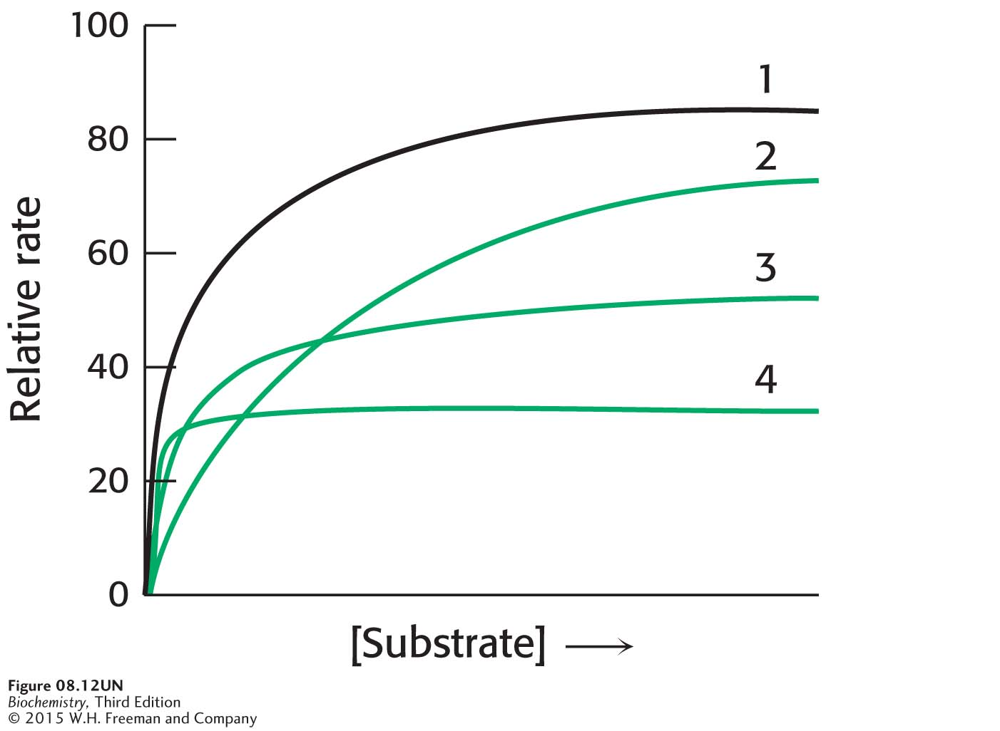 100
80
60
40
20
0
Relative rate
1
2
3
4
[Substrate] →
Figure 08.12UN
Biochemistry, Third Edition
© 2015 W.H. Freeman and Company